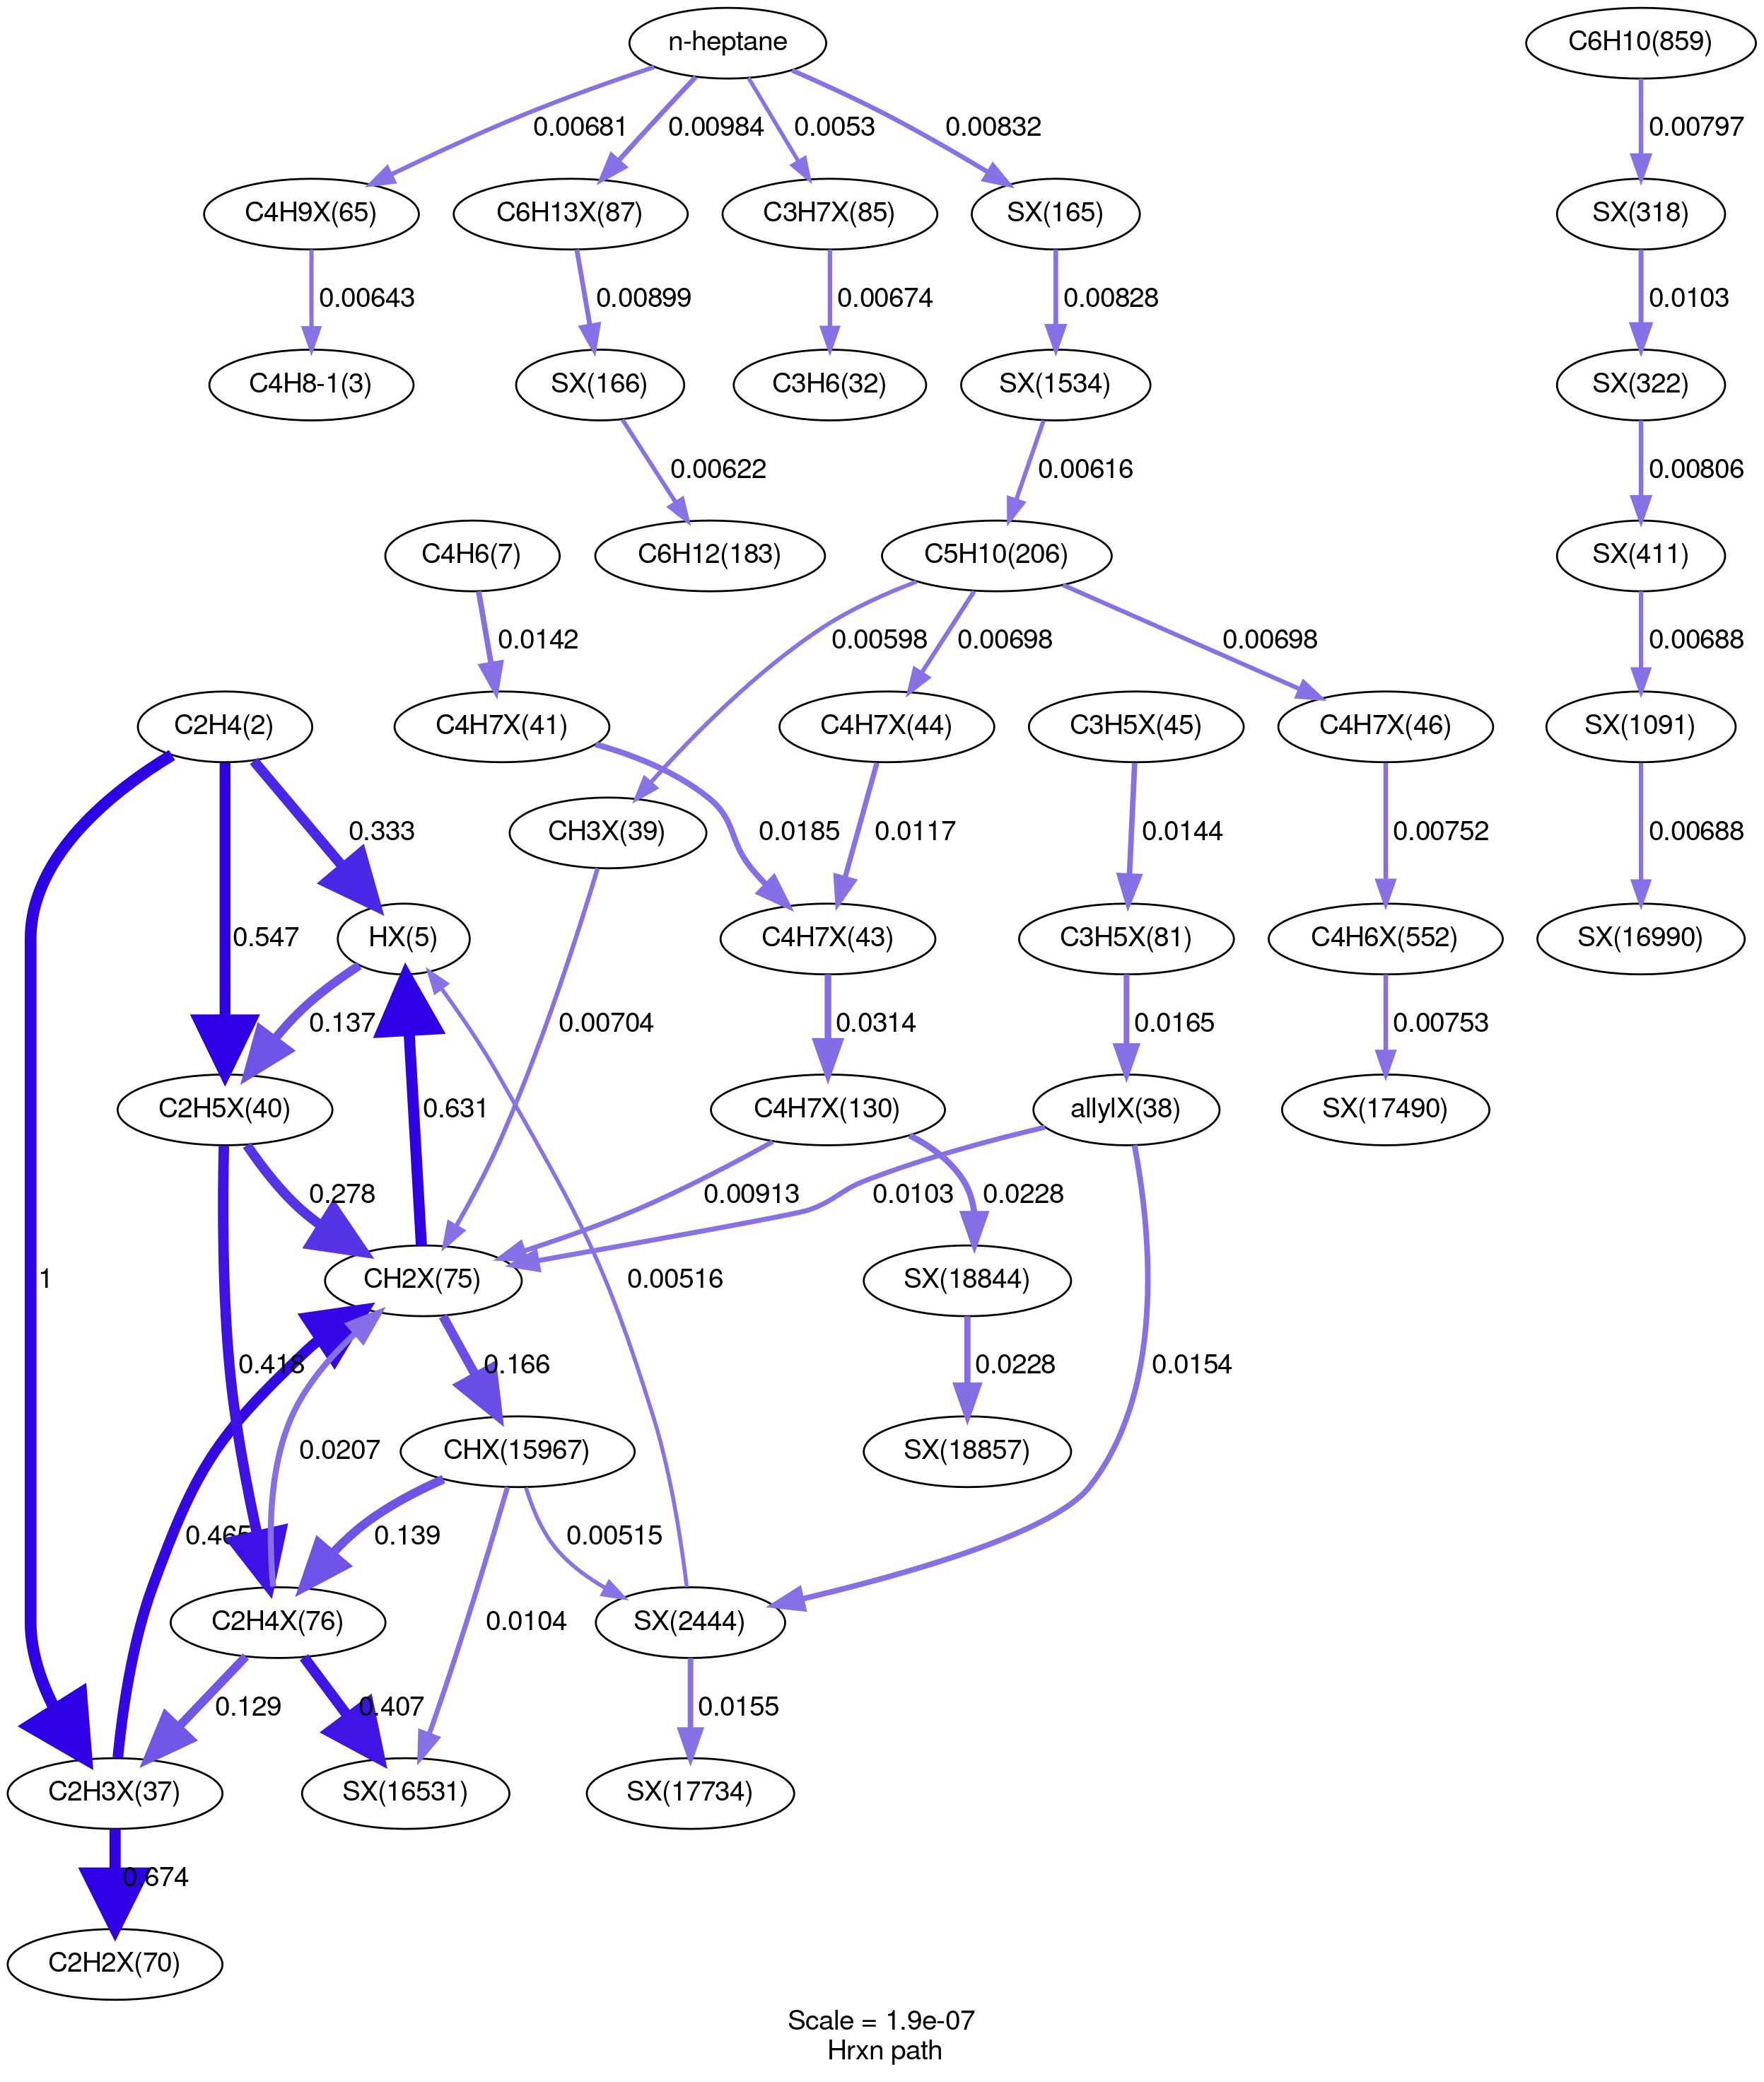 n-heptane
C6H10(859)
0.00681
0.00984
0.0053
0.00832
0.00797
C4H9X(65)
C6H13X(87)
C3H7X(85)
SX(165)
SX(318)
0.00643
0.00899
0.00674
0.00828
0.0103
C4H8-1(3)
SX(166)
C3H6(32)
SX(1534)
SX(322)
0.00622
0.00616
0.00806
C4H6(7)
C6H12(183)
C5H10(206)
SX(411)
0.0142
0.00598
0.00698
0.00698
0.00688
C2H4(2)
C4H7X(41)
C4H7X(44)
C3H5X(45)
C4H7X(46)
SX(1091)
0.333
CH3X(39)
0.0185
0.0117
0.0144
0.00752
0.00688
0.547
HX(5)
C4H7X(43)
C3H5X(81)
C4H6X(552)
SX(16990)
0.137
0.00704
0.0314
0.0165
0.00753
C2H5X(40)
0.631
C4H7X(130)
allylX(38)
SX(17490)
0.278
0.00913
0.0103
0.0228
1
CH2X(75)
0.00516
SX(18844)
0.418
0.166
0.0228
0.0154
0.0207
CHX(15967)
SX(18857)
0.465
0.139
0.00515
C2H4X(76)
0.0104
SX(2444)
0.129
0.407
0.0155
C2H3X(37)
SX(16531)
SX(17734)
0.674
C2H2X(70)
Scale = 1.9e-07
Hrxn path